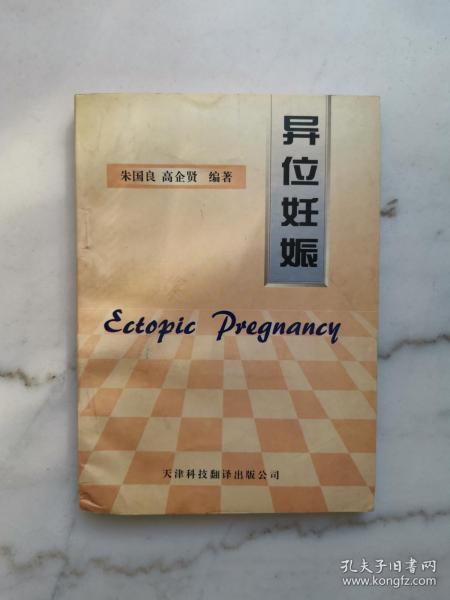 异位妊娠
朱国良 高企贤 编著
Ectopic Pregnancy
天津科技翻译出版公司
孔夫子旧书网
www.kongfz.com